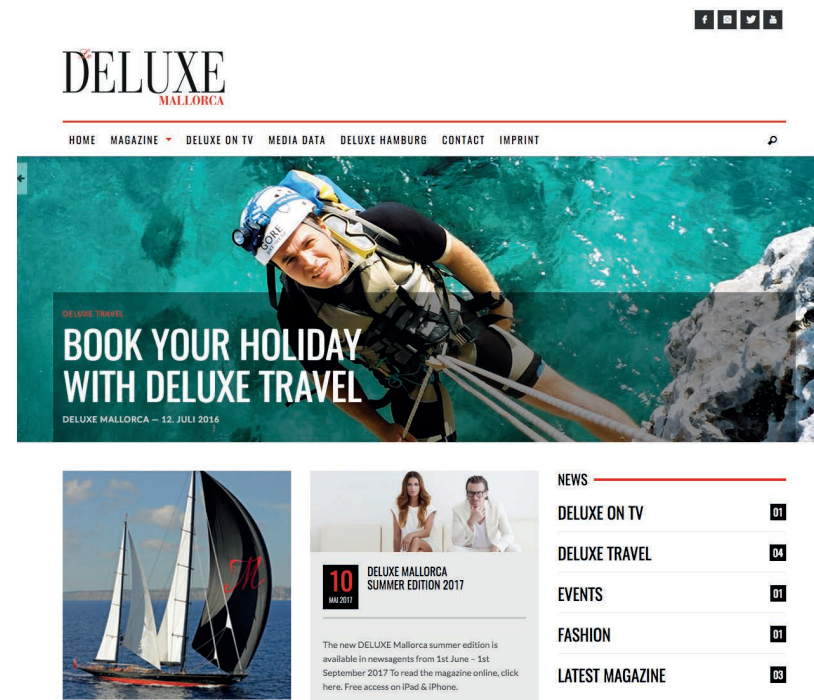 Le
DELUXE
MALLORCA
HOME MAGAZINE DELUXE ON TV MEDIA DATA DELUXE HAMBURG CONTACT IMPRINT
GORE
DELUXE TRAVEL
BOOK YOUR HOLIDAY
WITH DELUXE TRAVEL
DELUXE MALLORCA — 12. JULI 2016
M
10
MAI 2017
DELUXE MALLORCA
SUMMER EDITION 2017
The new DELUXE Mallorca summer edition is
available in newsagents from 1st June – 1st
September 2017 To read the magazine online, click
here. Free access on iPad & iPhone.
NEWS
DELUXE ON TV 01
DELUXE TRAVEL 04
EVENTS 01
FASHION 01
LATEST MAGAZINE 03